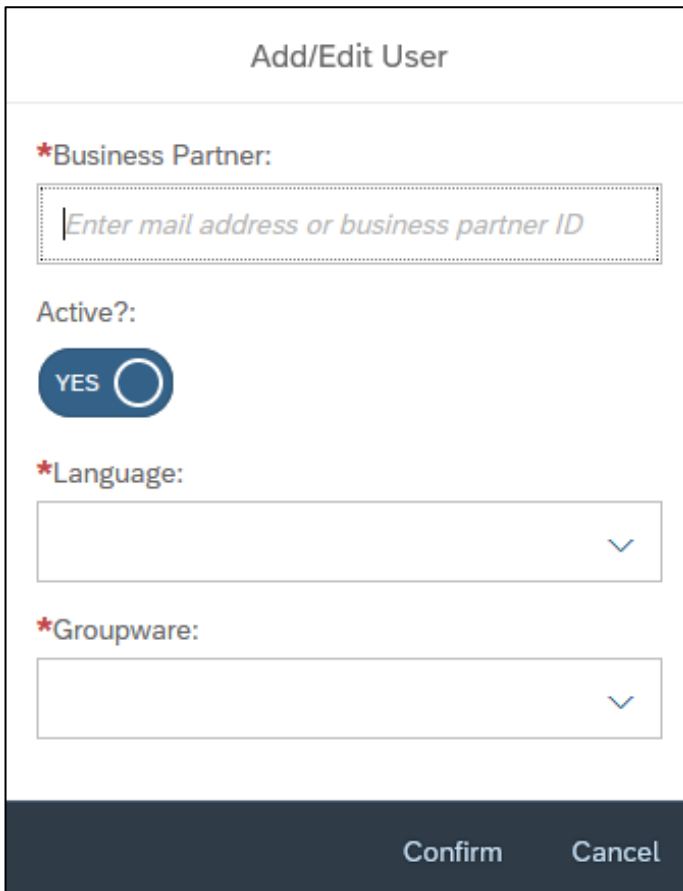 Add/Edit User
*Business Partner:
Enter mail address or business partner ID
Active?:
YES
*Language:
*Groupware:
Confirm Cancel